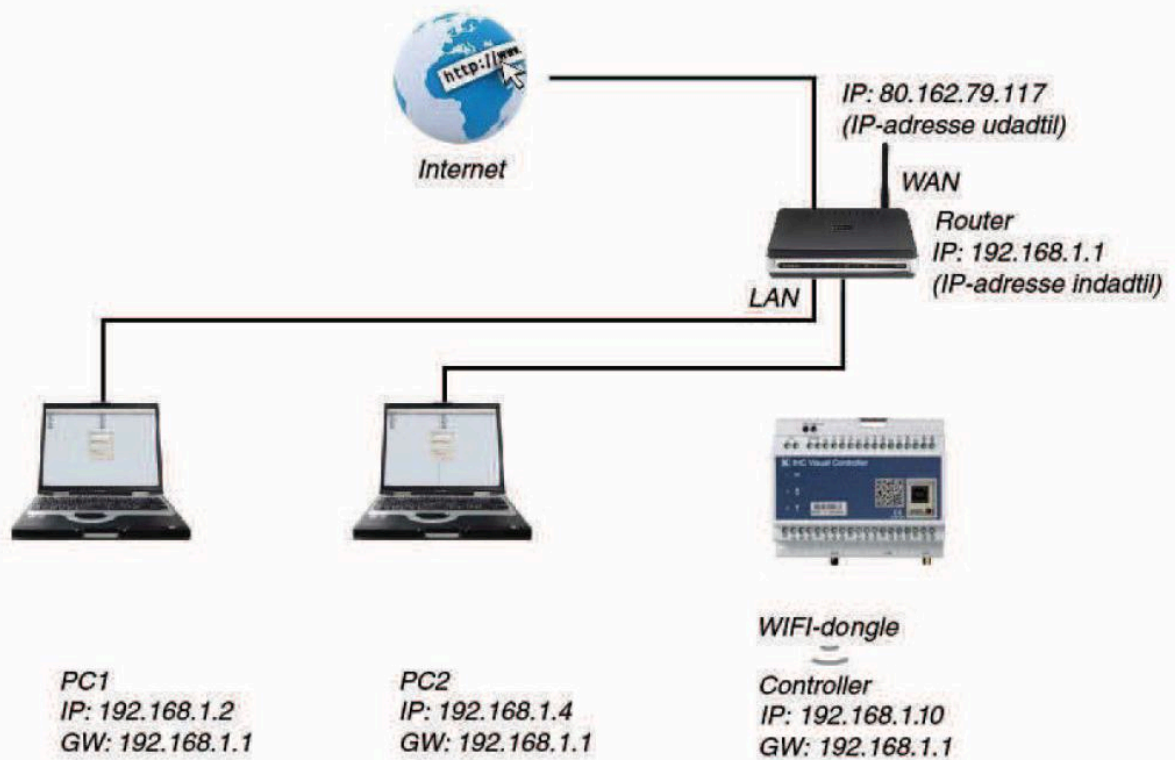 http://www.
Internet
IP: 80.162.79.117
(IP-adresse udadtil)
WAN
Router
IP: 192.168.1.1
(IP-adresse indadtil)
LAN
IHC Visual Controller
PC1
IP: 192.168.1.2
GW: 192.168.1.1
PC2
IP: 192.168.1.4
GW: 192.168.1.1
WIFI-dongle
Controller
IP: 192.168.1.10
GW: 192.168.1.1